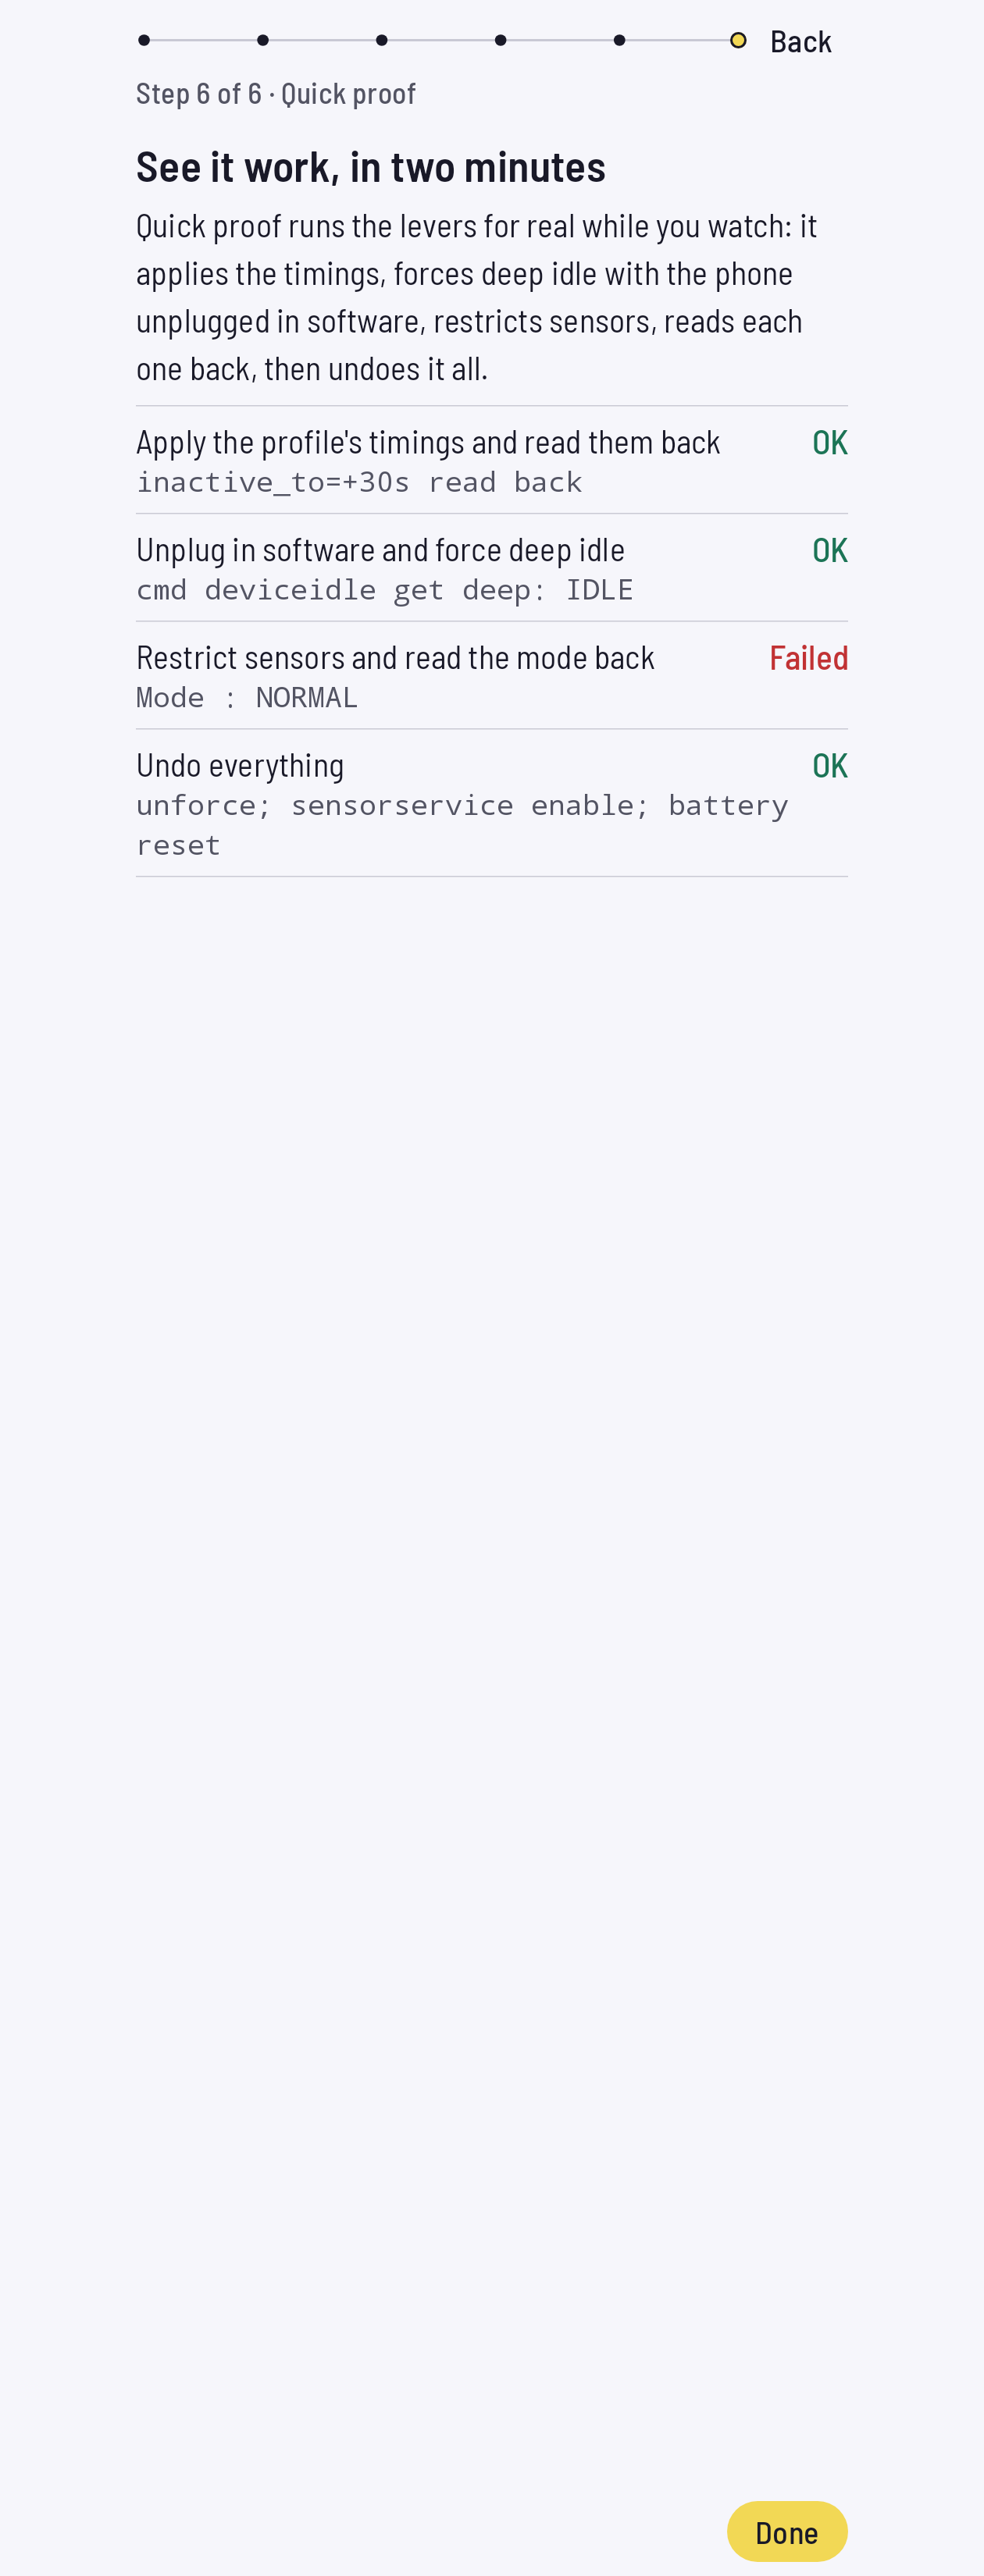 Back
Step 6 of 6 · Quick proof
See it work, in two minutes
Quick proof runs the levers for real while you watch: it
applies the timings, forces deep idle with the phone
unplugged in software, restricts sensors, reads each
one back, then undoes it all.
Apply the profile's timings and read them back OK
inactive_to=+30s read back
Unplug in software and force deep idle OK
cmd deviceidle get deep: IDLE
Restrict sensors and read the mode back Failed
Mode : NORMAL
Undo everything OK
unforce; sensorservice enable; battery
reset
Done